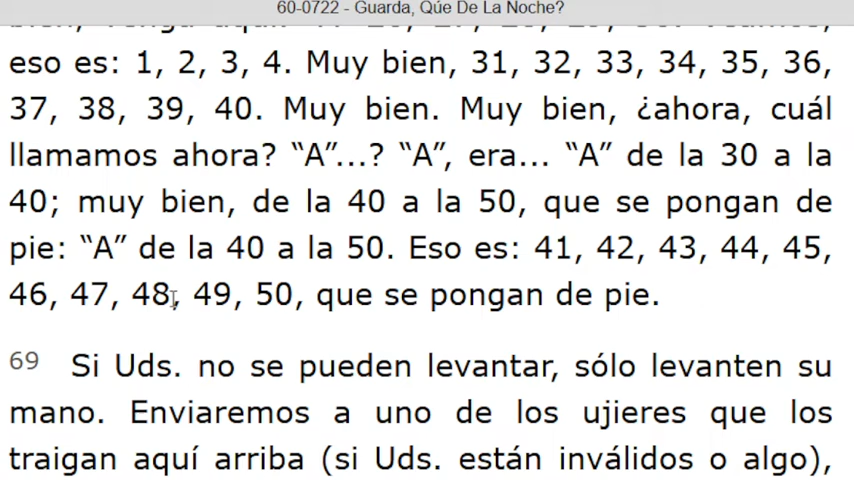 60-0722 - Guarda, Qúe De La Noche?
eso es: 1, 2, 3, 4. Muy bien, 31, 32, 33, 34, 35, 36,
37, 38, 39, 40. Muy bien. Muy bien, ¿ahora, cuál
llamamos ahora? “A”...? “A”, era... “A” de la 30 a la
40; muy bien, de la 40 a la 50, que se pongan de
pie: “A” de la 40 a la 50. Eso es: 41, 42, 43, 44, 45,
46, 47, 48, 49, 50, que se pongan de pie.
69 Si Uds. no se pueden levantar, sólo levanten su
mano. Enviaremos a uno de los ujieres que los
traigan aquí arriba (si Uds. están inválidos o algo),